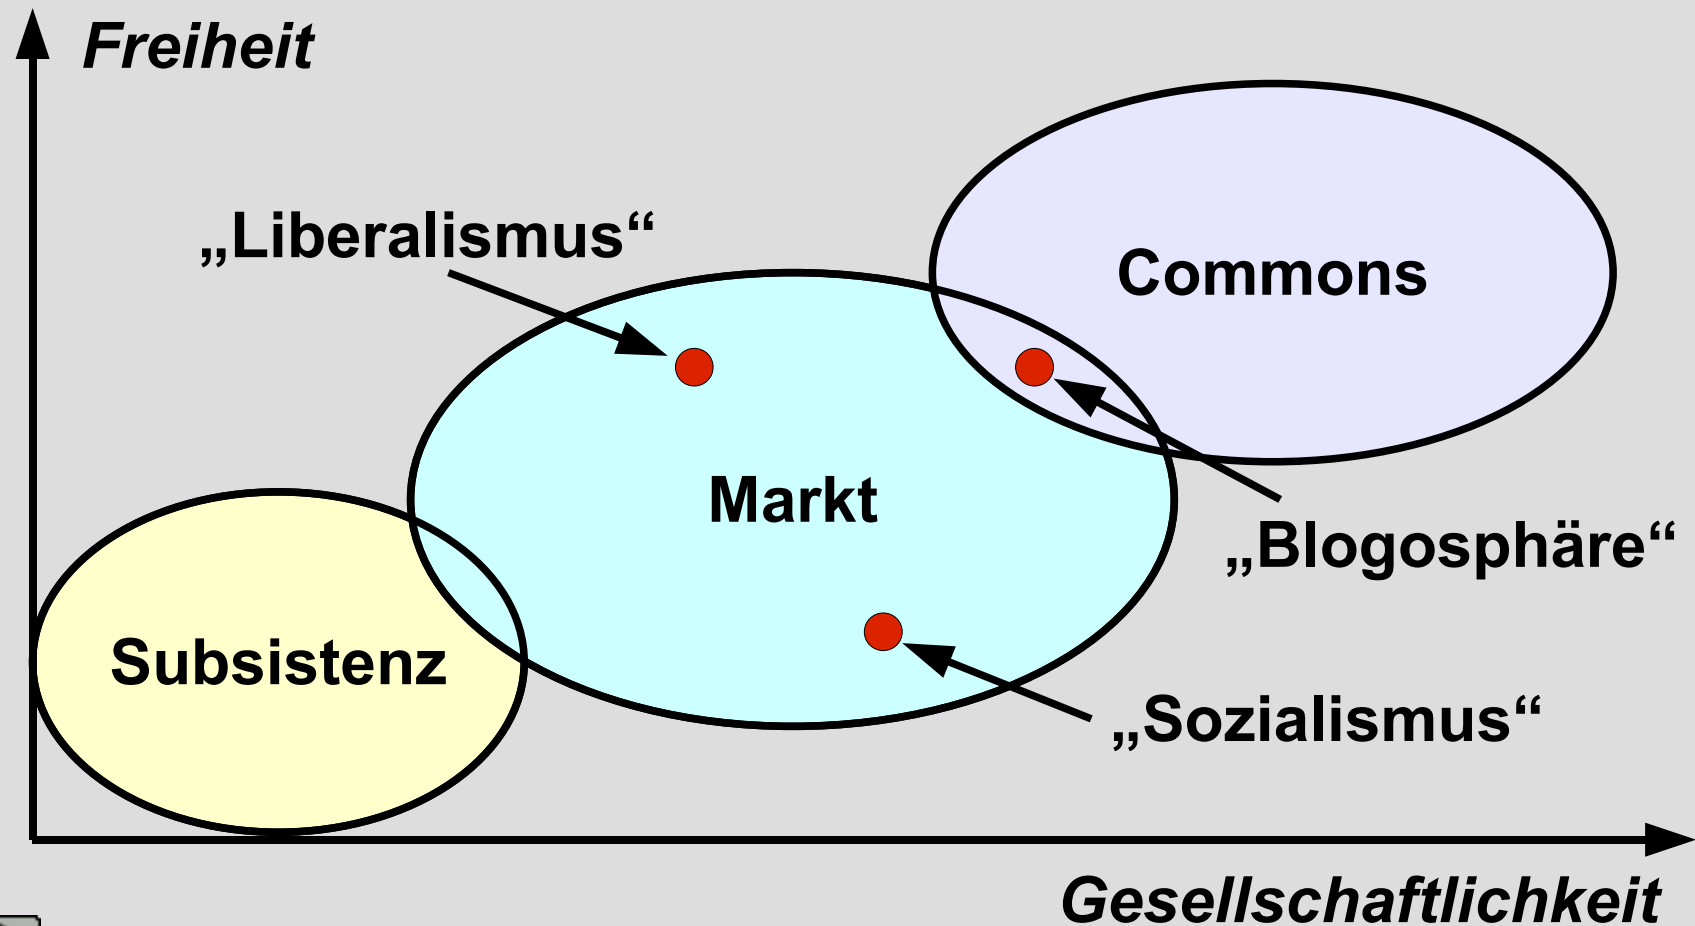 Freiheit
„Liberalismus“
Commons
Markt
„Blogosphäre“
Subsistenz
„Sozialismus“
Gesellschaftlichkeit